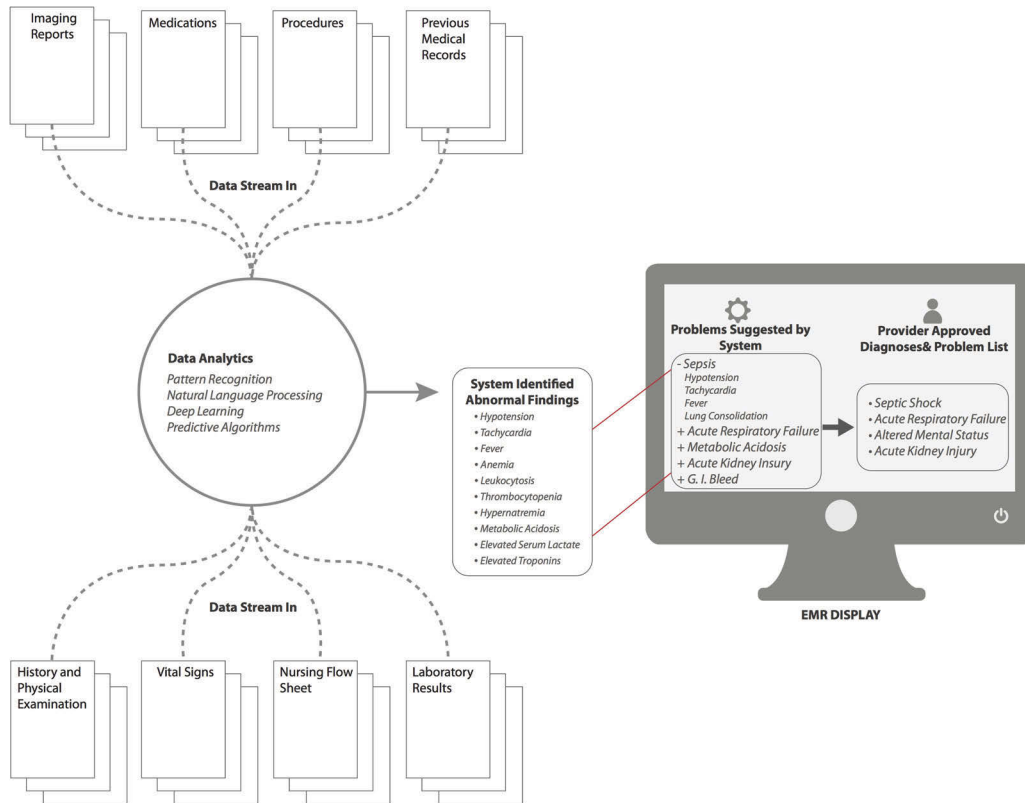 Imaging
Reports
Medications
Procedures
Previous
Medical
Records
Data Stream In
Data Analytics
Pattern Recognition
Natural Language Processing
Deep Learning
Predictive Algorithms
System Identified
Abnormal Findings
• Hypotension
• Tachycardia
• Fever
• Anemia
• Leukocytosis
• Thrombocytopenia
• Hypernatremia
• Metabolic Acidosis
• Elevated Serum Lactate
• Elevated Troponins
Problems Suggested by
System
- Sepsis
Hypotension
Tachycardia
Fever
Lung Consolidation
+ Acute Respiratory Failure
+ Metabolic Acidosis
+ Acute Kidney Insury
+ G. I. Bleed
Provider Approved
Diagnoses& Problem List
• Septic Shock
• Acute Respiratory Failure
• Altered Mental Status
• Acute Kidney Injury
EMR DISPLAY
Data Stream In
History and
Physical
Examination
Vital Signs
Nursing Flow
Sheet
Laboratory
Results